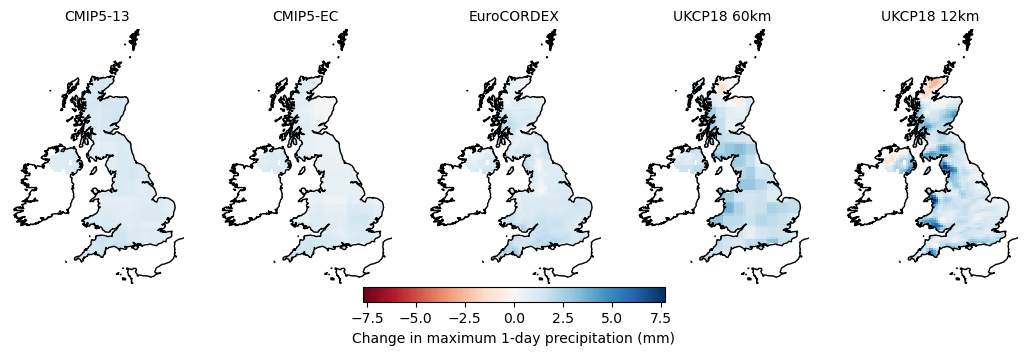 CMIP5-13 CMIP5-EC EuroCORDEX UKCP18 60km UKCP18 12km
−7.5 −5.0 −2.5 0.0 2.5 5.0 7.5
Change in maximum 1-day precipitation (mm)